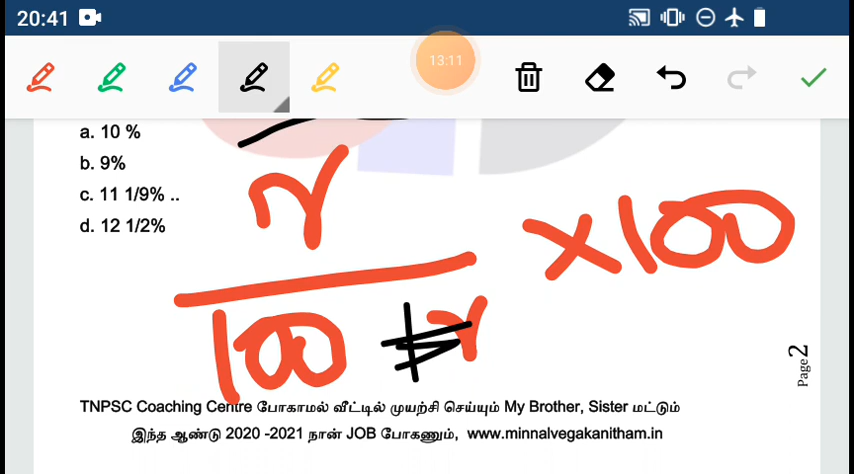 20:41
13:11
a. 10 %
b. 9%
c. 11 1/9% ..
d. 12 1/2%
r
100 r
×100
Page 2
TNPSC Coaching Centre போகாமல் வீட்டில் முயற்சி செய்யும் My Brother, Sister மட்டும்
இந்த ஆண்டு 2020 -2021 நான் JOB போகணும், www.minnalvegakanitham.in